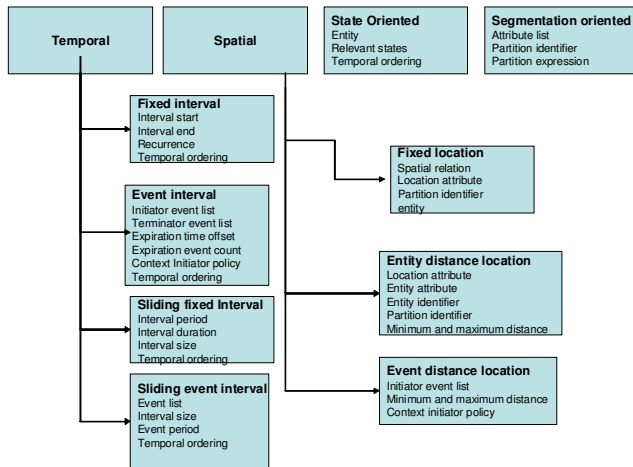 Temporal
Spatial
State Oriented
Entity
Relevant states
Temporal ordering
Segmentation oriented
Attribute list
Partition identifier
Partition expression
Fixed interval
Interval start
Interval end
Recurrence
Temporal ordering
Event interval
Initiator event list
Terminator event list
Expiration time offset
Expiration event count
Context Initiator policy
Temporal ordering
Sliding fixed Interval
Interval period
Interval duration
Interval size
Temporal ordering
Sliding event interval
Event list
Interval size
Event period
Temporal ordering
Fixed location
Spatial relation
Location attribute
Partition identifier
entity
Entity distance location
Location attribute
Entity attribute
Entity identifier
Partition identifier
Minimum and maximum distance
Event distance location
Initiator event list
Minimum and maximum distance
Context initiator policy